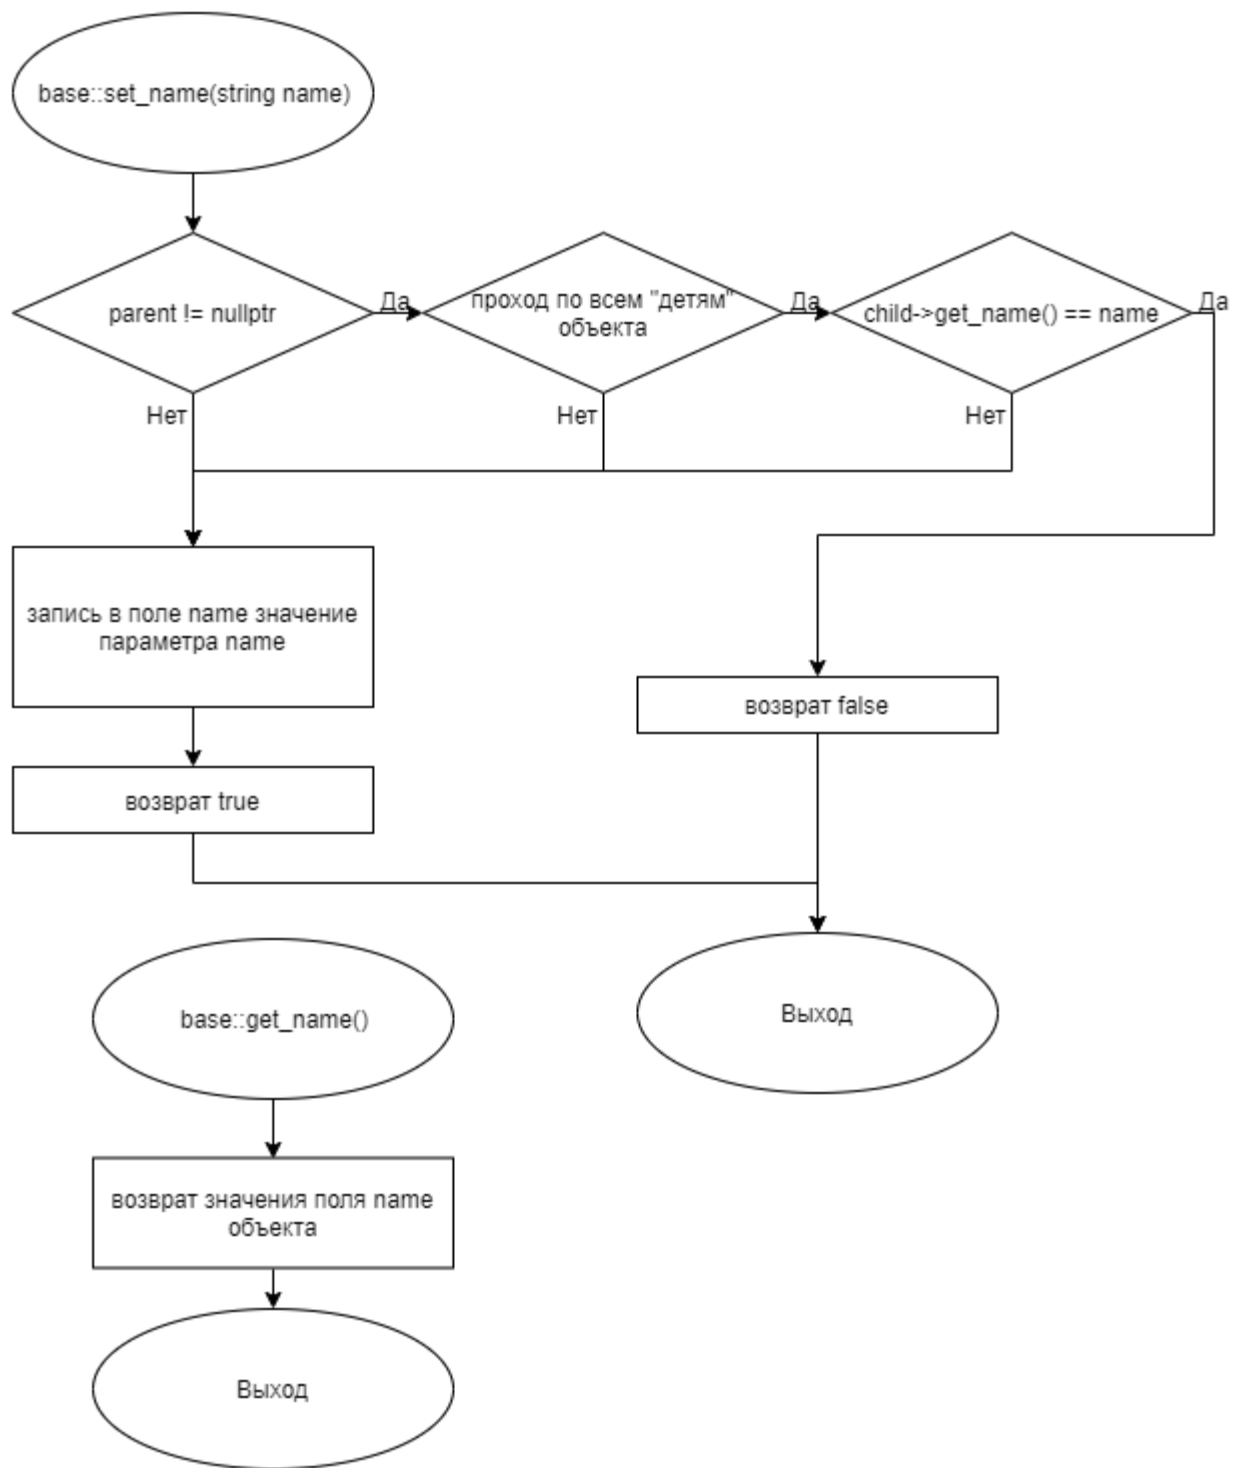 base::set_name(string name)
parent != nullptr
Да
проход по всем "детям"
объекта
Да
child->get_name() == name
Да
Нет
Нет
Нет
запись в поле name значение
параметра name
возврат false
возврат true
base::get_name()
Выход
возврат значения поля name
объекта
Выход